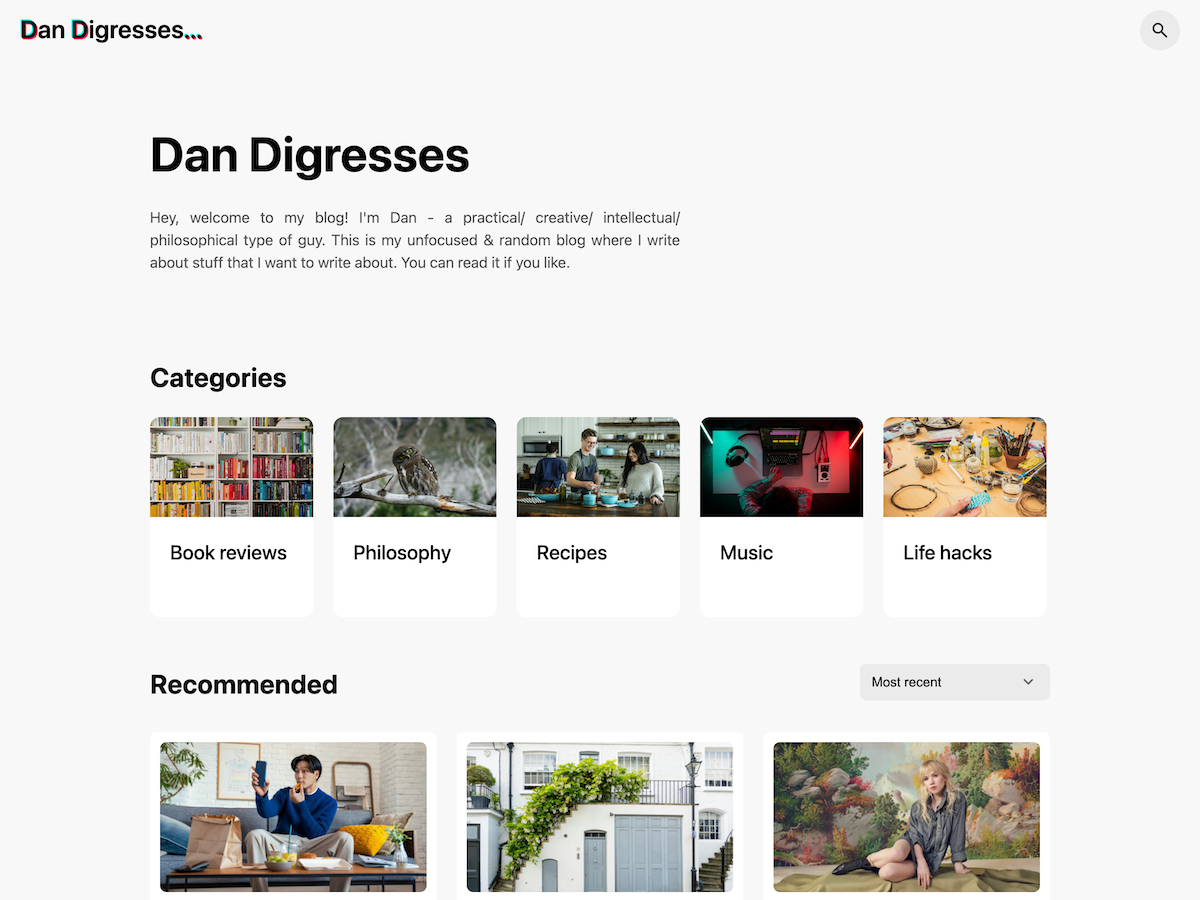 Dan Digresses...
Dan Digresses
Hey, welcome to my blog! I'm Dan - a practical/ creative/ intellectual/
philosophical type of guy. This is my unfocused & random blog where I write
about stuff that I want to write about. You can read it if you like.
Categories
Book reviews
Philosophy
Recipes
Music
Life hacks
Recommended
Most recent